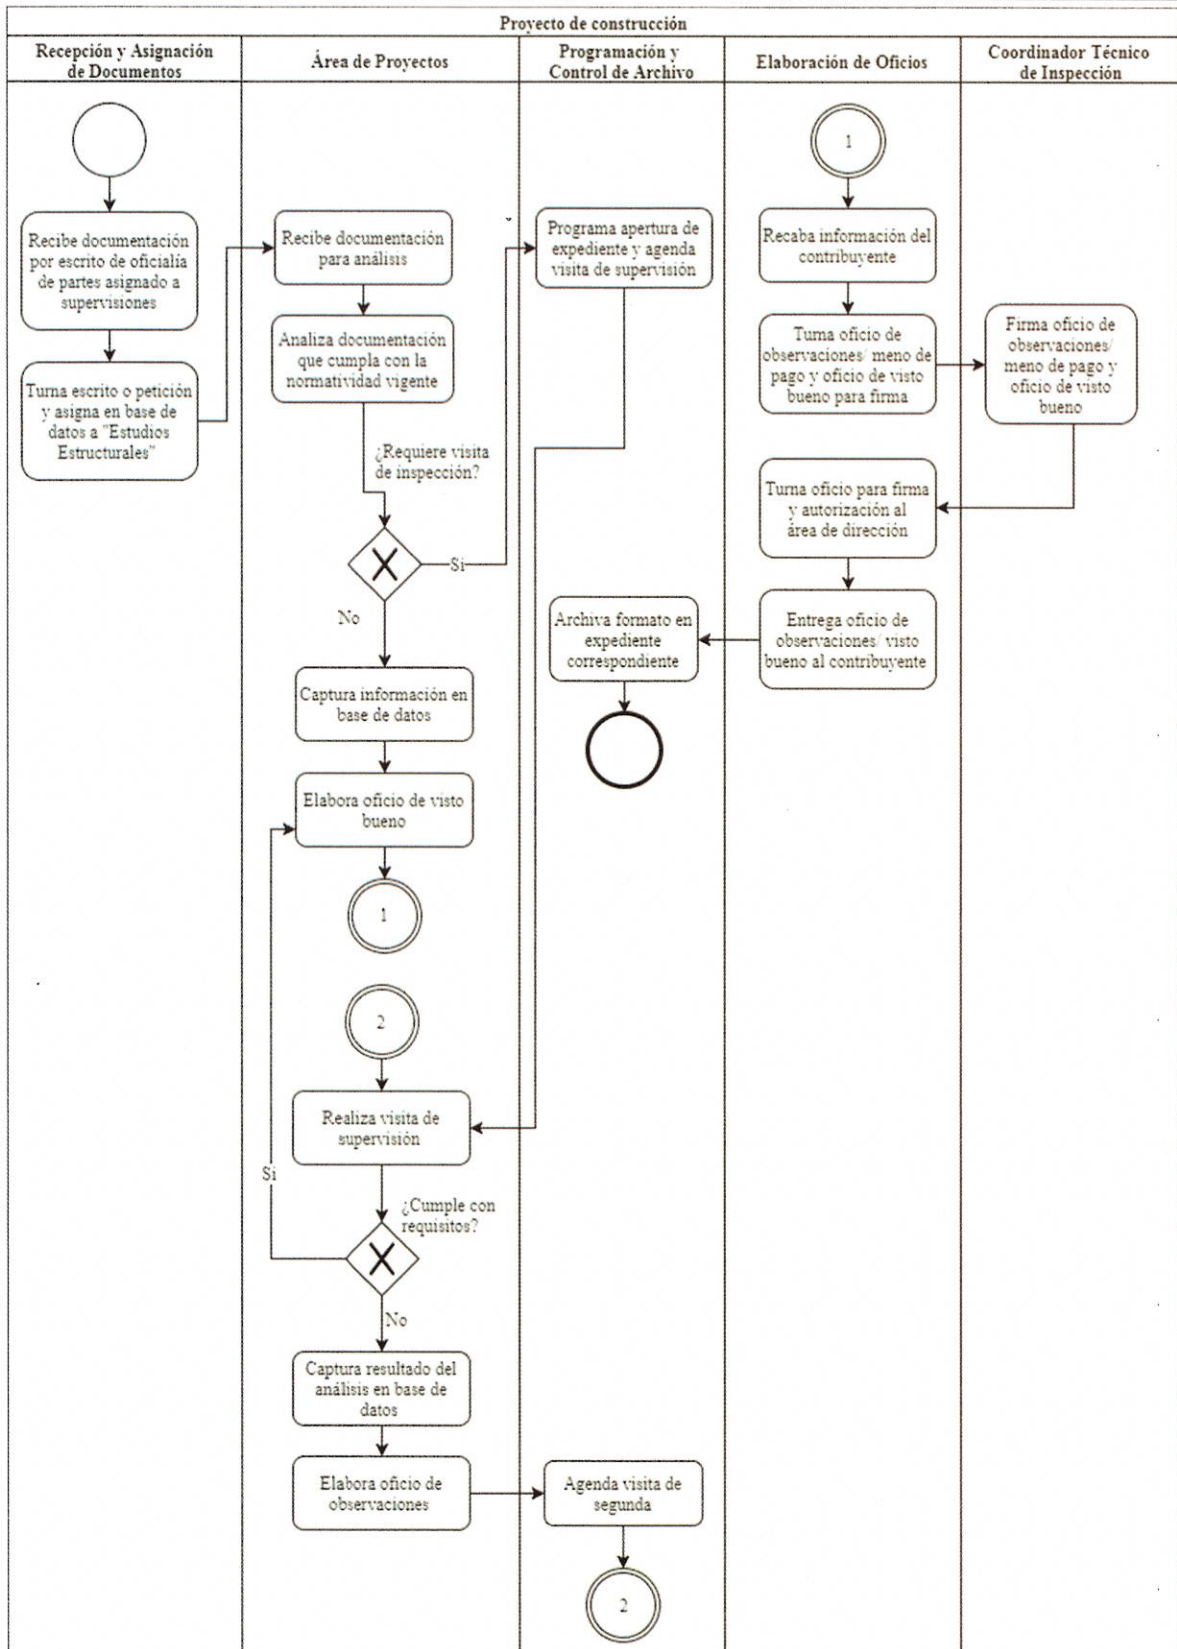 Proyecto de construcción
Recepción y Asignación
de Documentos
Área de Proyectos
Programación y
Control de Archivo
Elaboración de Oficios
Coordinador Técnico
de Inspección
Recibe documentación
por escrito de oficialía
de partes asignado a
supervisiones
Turna escrito o petición
y asigna en base de
datos a "Estudios
Estructurales"
Recibe documentación
para análisis
Analiza documentación
que cumpla con la
normatividad vigente
¿Requiere visita
de inspección?
Si
No
Captura información en
base de datos
Elabora oficio de visto
bueno
1
2
Realiza visita de
supervisión
Si
¿Cumple con
requisitos?
No
Captura resultado del
análisis en base de
datos
Elabora oficio de
observaciones
Programa apertura de
expediente y agenda
visita de supervisión
Archiva formato en
expediente
correspondiente
Agenda visita de
segunda
2
1
Recaba información del
contribuyente
Turna oficio de
observaciones/ meno de
pago y oficio de visto
bueno para firma
Turna oficio para firma
y autorización al
área de dirección
Entrega oficio de
observaciones/ visto
bueno al contribuyente
Firma oficio de
observaciones/
meno de pago y
oficio de visto
bueno